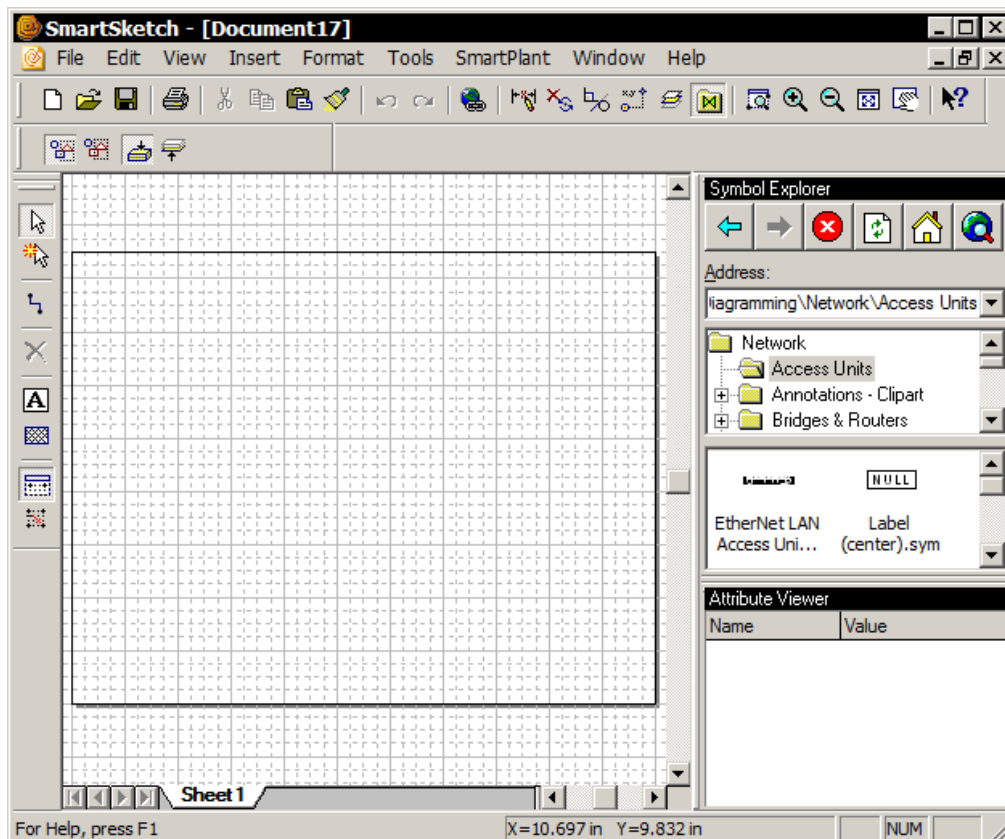 SmartSketch - [Document17]
File Edit View Insert Format Tools SmartPlant Window Help
Symbol Explorer
Address:
iagramming\Network\Access Units
Network
Access Units
Annotations - Clipart
Bridges & Routers
NULL
EtherNet LAN Access Uni...
Label (center).sym
Attribute Viewer
Name Value
A
Sheet1
For Help, press F1 X=10.697 in Y=9.832 in NUM